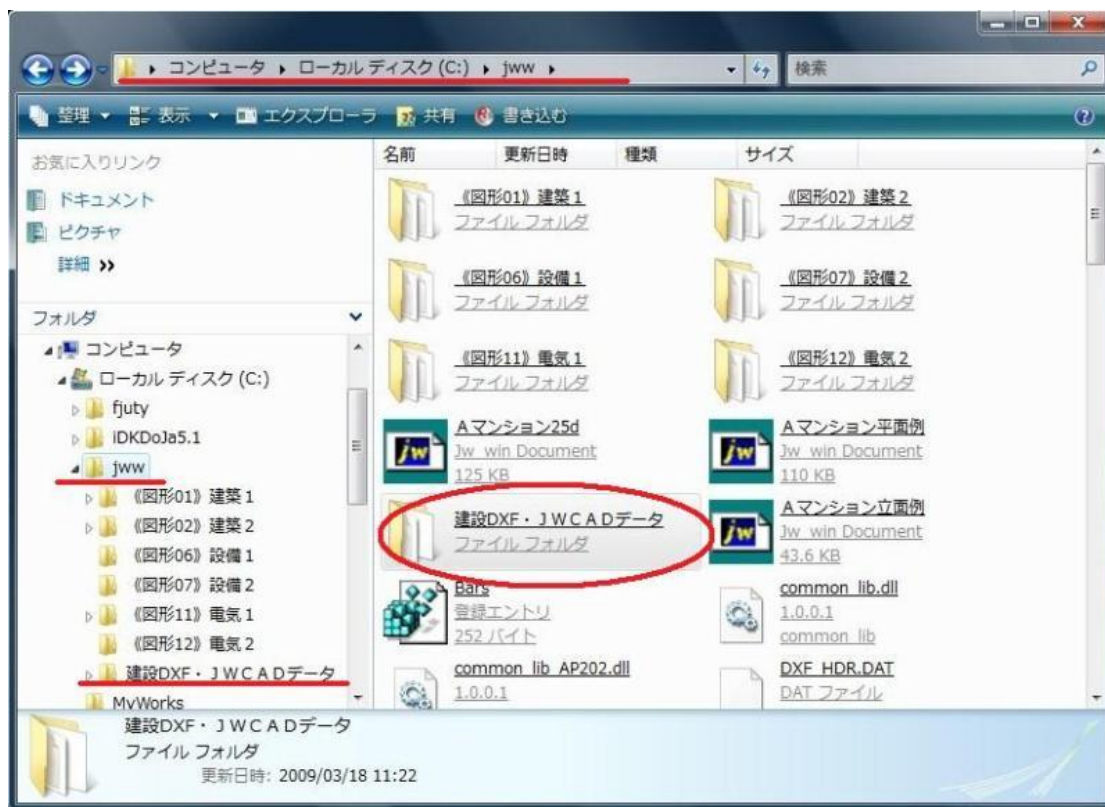 コンピュータ ローカル ディスク (C:) jww
検索
整理 表示 エクスプローラ 共有 書き込む
お気に入りリンク
ドキュメント
ピクチャ
詳細 »
フォルダ
コンピュータ
ローカル ディスク (C:)
fjuty
iDKDoJa5.1
jww
《図形01》建築1
《図形02》建築2
《図形06》設備1
《図形07》設備2
《図形11》電気1
《図形12》電気2
建設DXF・JWCADデータ
MyWorks
名前 更新日時 種類 サイズ
《図形01》建築1
ファイル フォルダ
《図形02》建築2
ファイル フォルダ
《図形06》設備1
ファイル フォルダ
《図形07》設備2
ファイル フォルダ
《図形11》電気1
ファイル フォルダ
《図形12》電気2
ファイル フォルダ
jw
Aマンション25d
Jw_win Document
125 KB
jw
Aマンション平面例
Jw_win Document
110 KB
建設DXF・JWCADデータ
ファイル フォルダ
jw
Aマンション立面例
Jw_win Document
43.6 KB
Bars
登録エントリ
252 バイト
common_lib.dll
1.0.0.1
common lib
common_lib_AP202.dll
1.0.0.1
DXF_HDR.DAT
DAT ファイル
建設DXF・JWCADデータ
ファイル フォルダ
更新日時: 2009/03/18 11:22